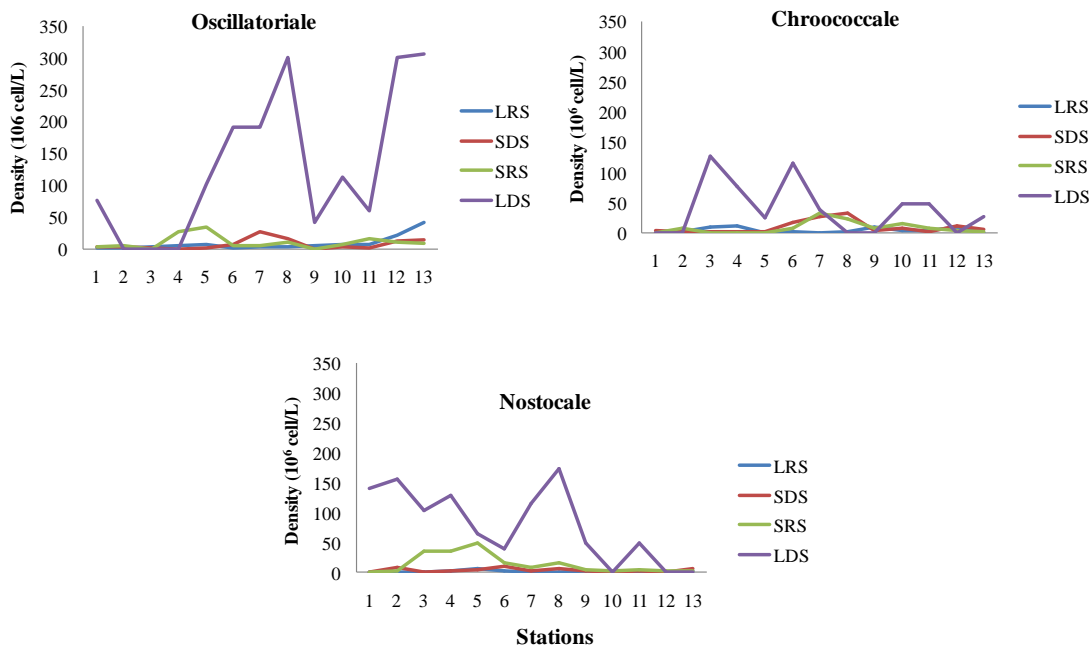 Oscillatoriale
Density (106 cell/L)
350
300
250
200
150
100
50
0
1 2 3 4 5 6 7 8 9 10 11 12 13
LRS
SDS
SRS
LDS
Chroococcale
Density (10⁶ cell/L)
350
300
250
200
150
100
50
0
1 2 3 4 5 6 7 8 9 10 11 12 13
LRS
SDS
SRS
LDS
Nostocale
Density (10⁶ cell/L)
350
300
250
200
150
100
50
0
1 2 3 4 5 6 7 8 9 10 11 12 13
Stations
LRS
SDS
SRS
LDS